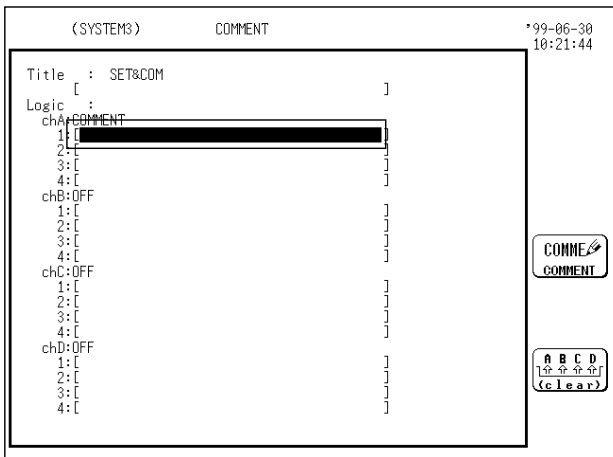 (SYSTEM3) COMMENT '99-06-30
10:21:44
Title : SET&COM
[ ]
Logic :
chA:COMMENT
1:[ ]
2:[ ]
3:[ ]
4:[ ]
chB:OFF
1:[ ]
2:[ ]
3:[ ]
4:[ ]
chC:OFF
1:[ ]
2:[ ]
3:[ ]
4:[ ]
chD:OFF
1:[ ]
2:[ ]
3:[ ]
4:[ ]
COMME
COMMENT
A B C D
(clear)